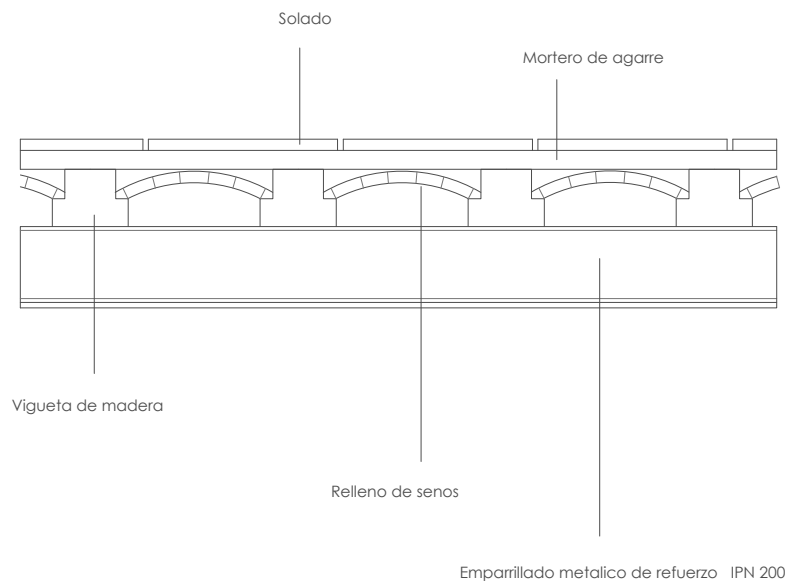 Solado
Mortero de agarre
Vigueta de madera
Relleno de senos
Emparrillado metalico de refuerzo IPN 200